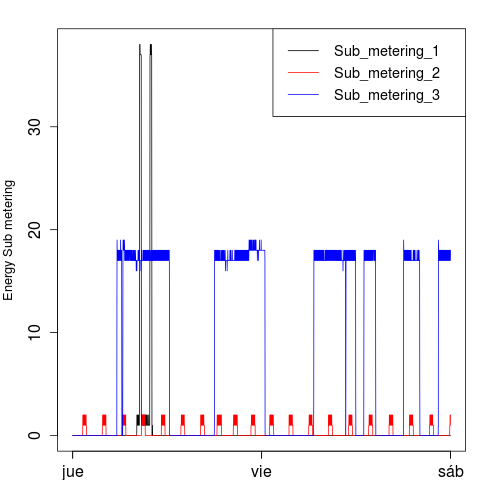 Sub_metering_1
Sub_metering_2
Sub_metering_3
Energy Sub metering
30
20
10
0
jue vie sáb